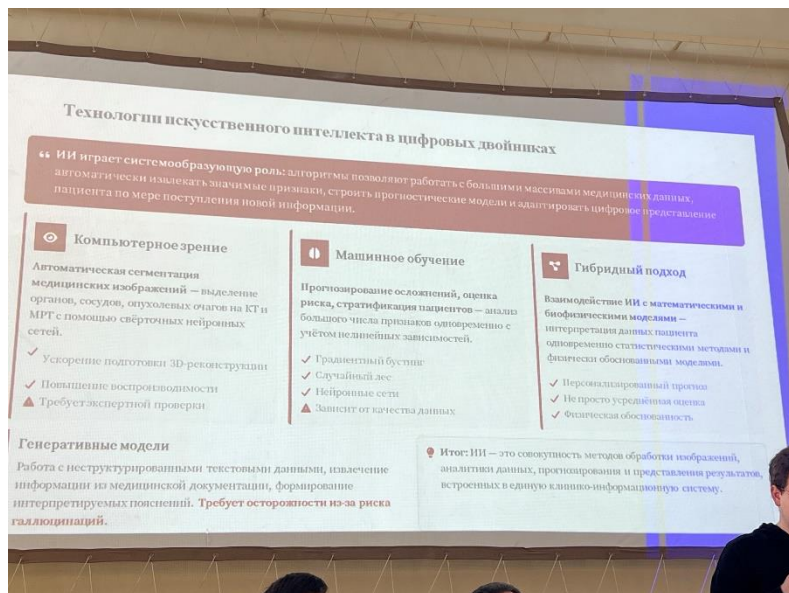 Технологии искусственного интеллекта в цифровых двойниках
“ ИИ играет системообразующую роль: алгоритмы позволяют работать с большими массивами медицинских данных,
автоматически извлекать значимые признаки, строить прогностические модели и адаптировать цифровое представление
пациента по мере поступления новой информации.
Компьютерное зрение
Автоматическая сегментация
медицинских изображений — выделение
органов, сосудов, опухолевых очагов на КТ и
МРТ с помощью свёрточных нейронных
сетей.
✓ Ускорение подготовки 3D-реконструкции
✓ Повышение воспроизводимости
Требует экспертной проверки
Машинное обучение
Прогнозирование осложнений, оценка
риска, стратификация пациентов — анализ
большого числа признаков одновременно с
учётом нелинейных зависимостей.
✓ Градиентный бустинг
✓ Случайный лес
✓ Нейронные сети
Зависит от качества данных
Гибридный подход
Взаимодействие ИИ с математическими и
биофизическими моделями —
интерпретация данных пациента
одновременно статистическими методами и
физически обоснованными моделями.
✓ Персонализированный прогноз
✓ Не просто усреднённая оценка
✓ Физическая обоснованность
Генеративные модели
Работа с неструктурированными текстовыми данными, извлечение
информации из медицинской документации, формирование
интерпретируемых пояснений. Требует осторожности из-за риска
галлюцинаций.
Итог: ИИ — это совокупность методов обработки изображений,
аналитики данных, прогнозирования и представления результатов,
встроенных в единую клинико-информационную систему.